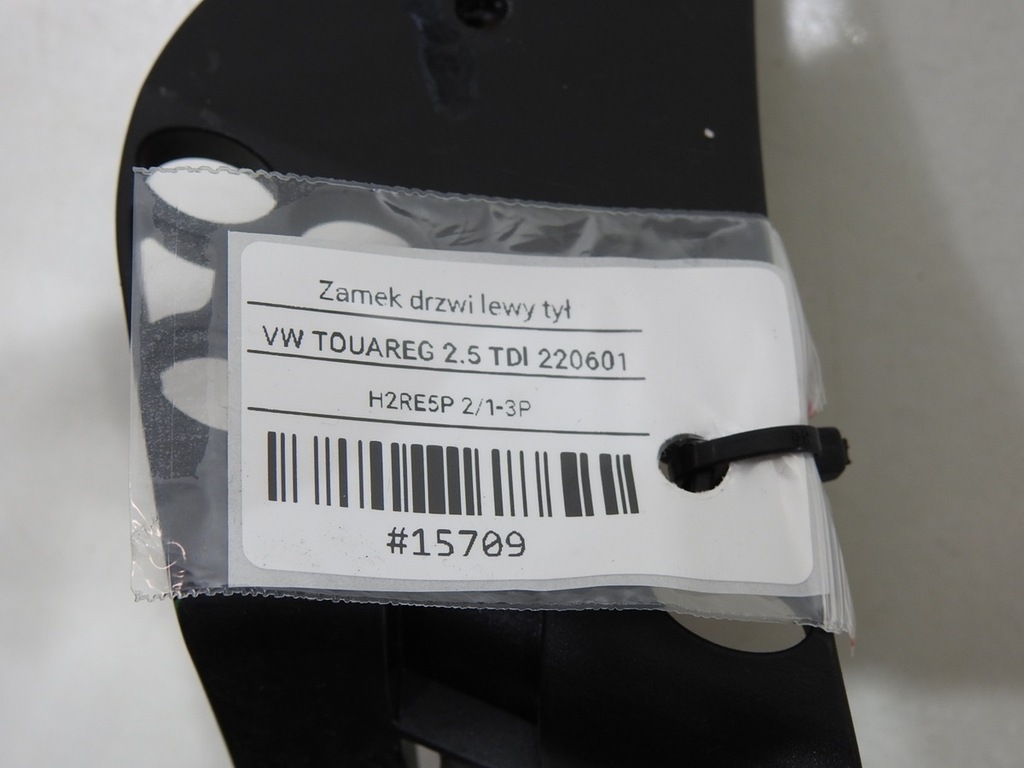 Zamek drzwi lewy tył
VW TOUAREG 2.5 TDI 220601
H2RE5P 2/1-3P
#15709